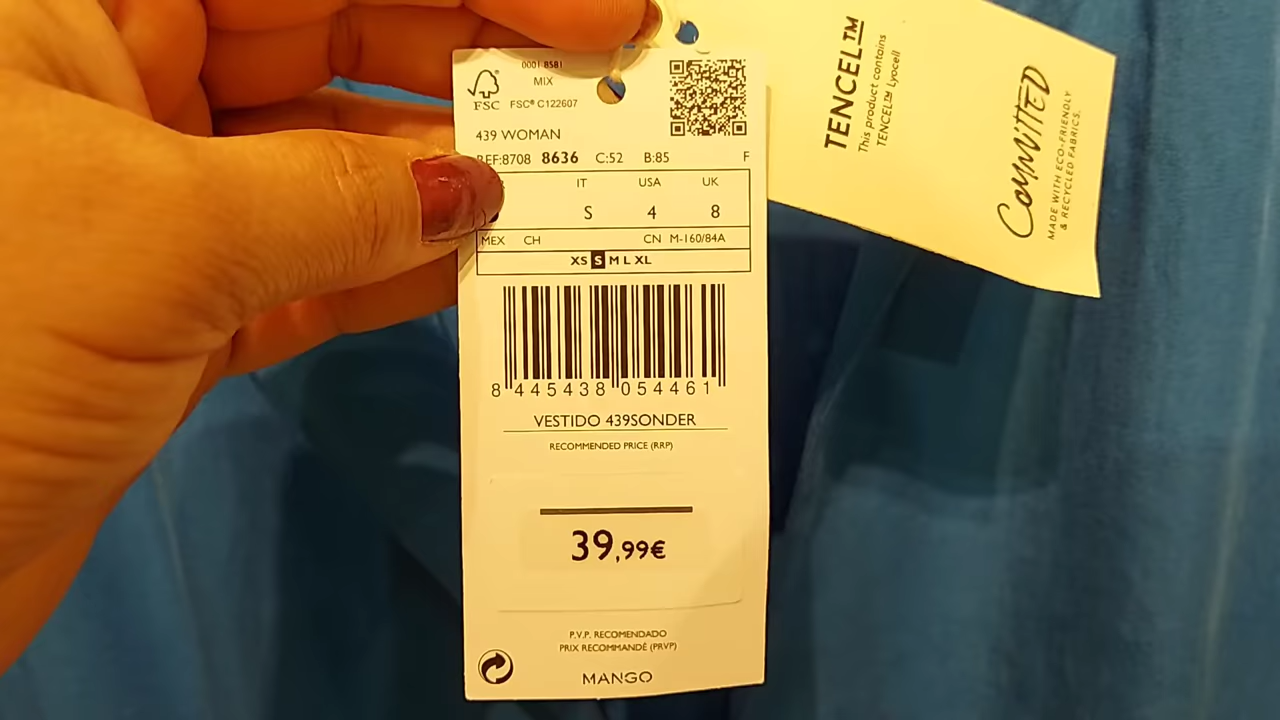 0001 8581
MIX
FSC
FSC® C122607
439 WOMAN
REF:8708 8636 C:52 B:85 F
IT USA UK
S 4 8
MEX CH CN M-160/84A
XS S M L XL
8 445438 054461
VESTIDO 439SONDER
RECOMMENDED PRICE (RRP)
39,99€
P.V.P. RECOMENDADO
PRIX RECOMMANDÉ (PRVP)
MANGO
TENCEL™
This product contains
TENCEL™ Lyocell
COMMITTED
MADE WITH ECO-FRIENDLY
& RECYCLED FABRICS.